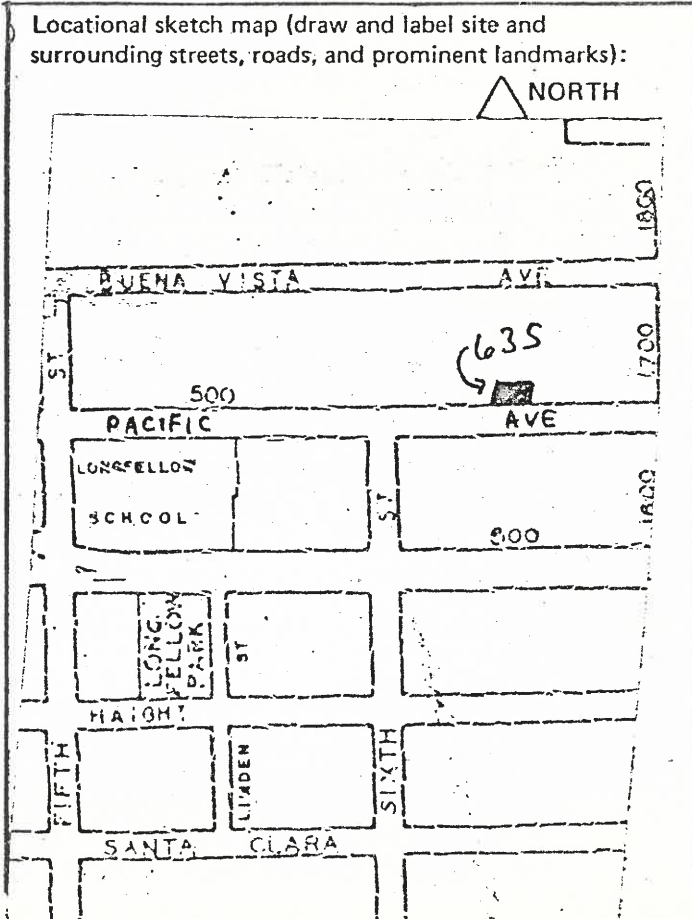 Locational sketch map (draw and label site and
surrounding streets, roads, and prominent landmarks):
NORTH
1800
BUENA VISTA AVE
ST
1700
635
500
PACIFIC AVE
LONGFELLOW
SCHOOL
ST
1600
600
LONG
FELLOW
PARK
ST
HAIGHT
FIFTH
LINDEN
SIXTH
SANTA CLARA